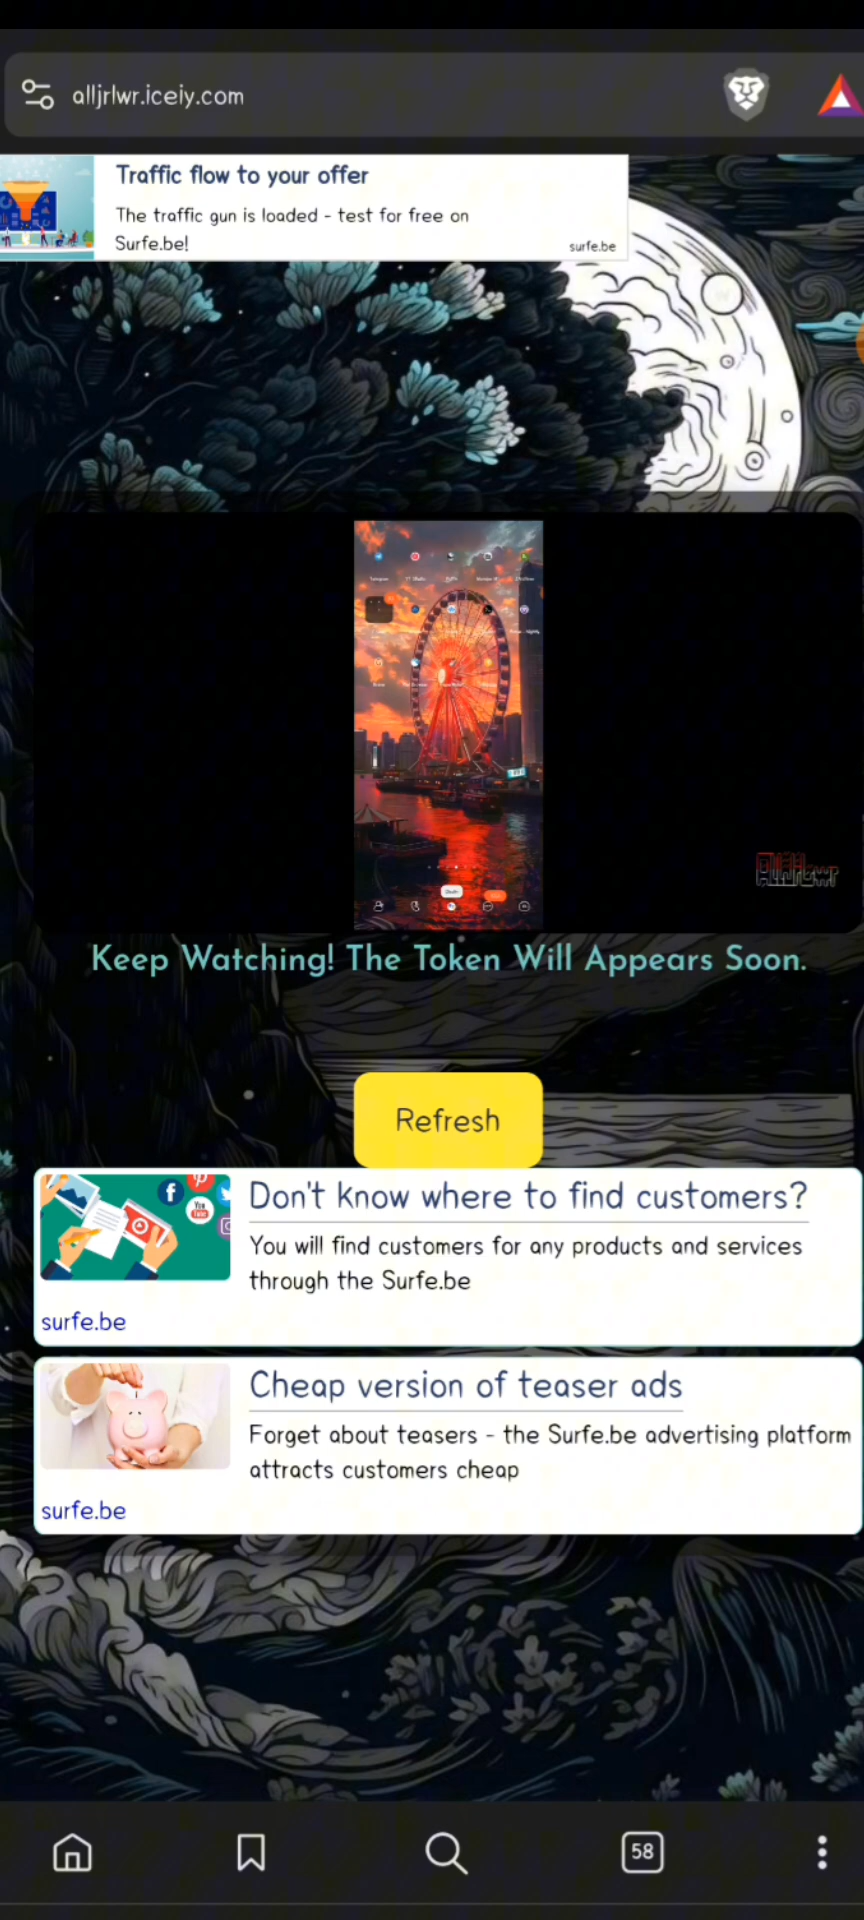 alljrlwr.iceiy.com
Traffic flow to your offer
The traffic gun is loaded - test for free on
Surfe.be!
surfe.be
Keep Watching! The Token Will Appears Soon.
Refresh
Don't know where to find customers?
You will find customers for any products and services
through the Surfe.be
surfe.be
Cheap version of teaser ads
Forget about teasers - the Surfe.be advertising platform
attracts customers cheap
surfe.be
58